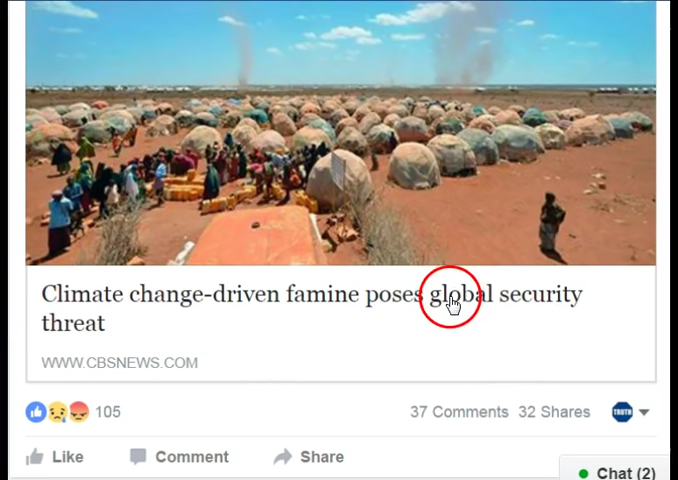 Climate change-driven famine poses global security
threat
WWW.CBSNEWS.COM
105
37 Comments 32 Shares
TRUTH
Like Comment Share
Chat (2)